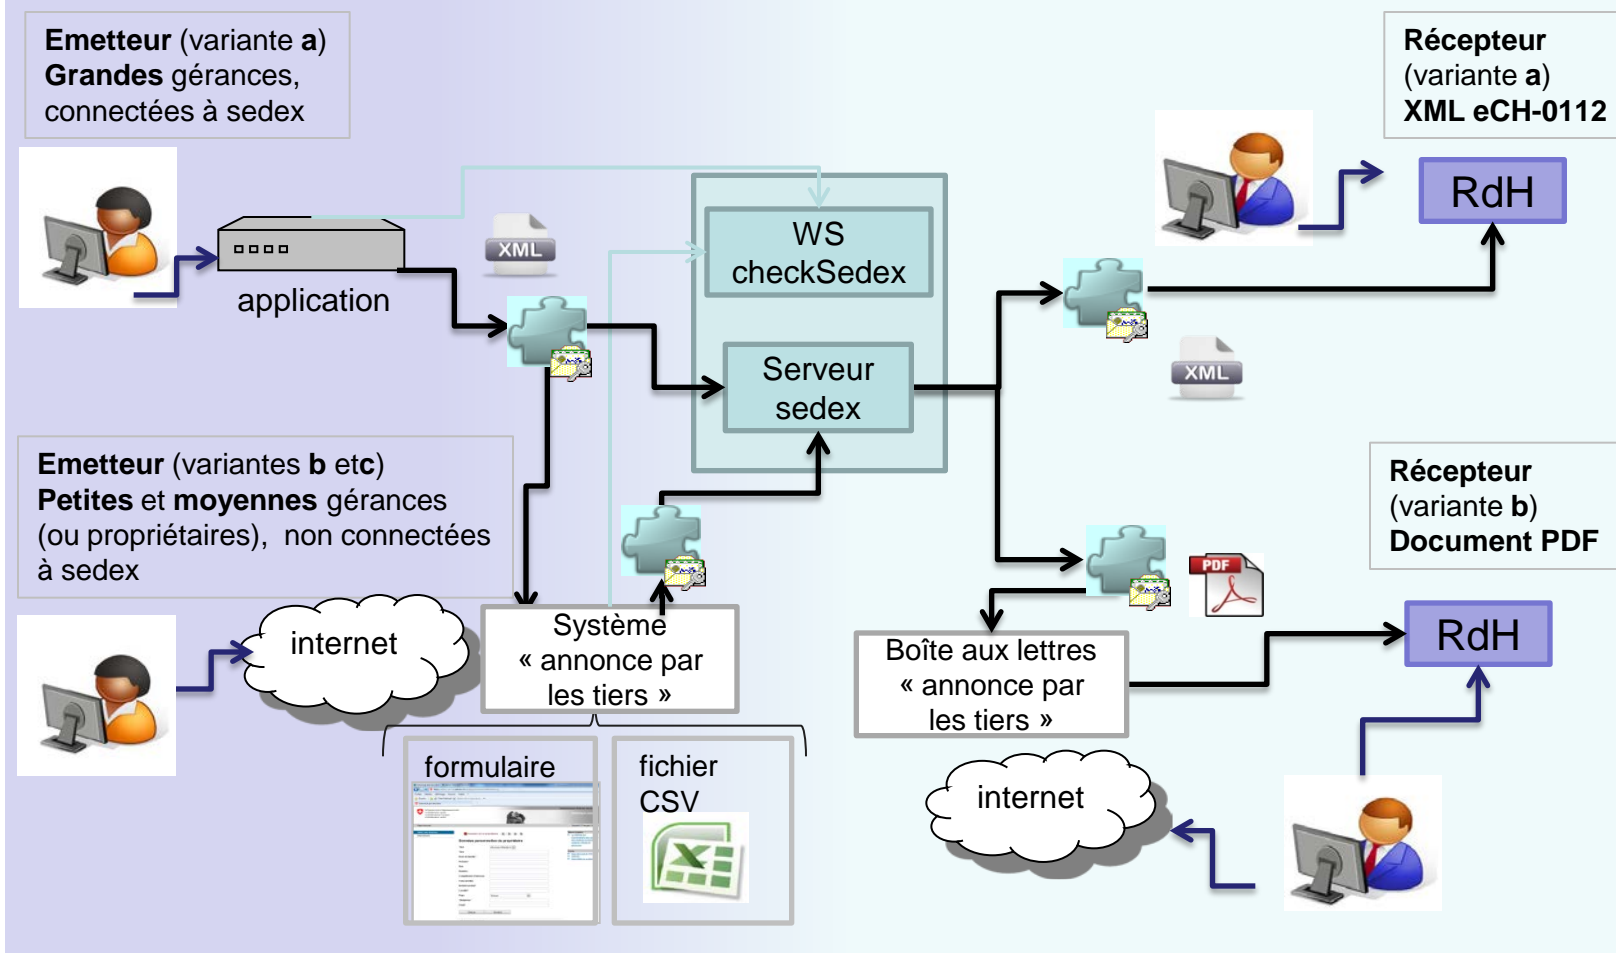 Emetteur (variante a)
Grandes gérances,
connectées à sedex
Récepteur
(variante a)
XML eCH-0112
RdH
application
XML
WS
checkSedex
Serveur
sedex
XML
Emetteur (variantes b etc)
Petites et moyennes gérances
(ou propriétaires), non connectées
à sedex
Récepteur
(variante b)
Document PDF
PDF
internet
Système
« annonce par
les tiers »
Boîte aux lettres
« annonce par
les tiers »
RdH
formulaire
fichier
CSV
internet